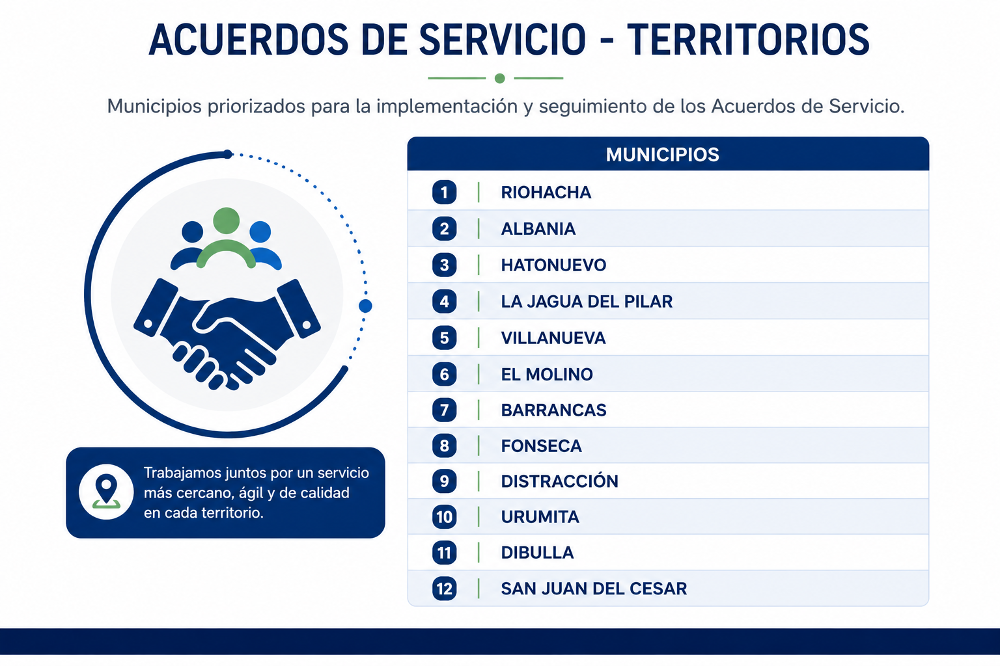 ACUERDOS DE SERVICIO - TERRITORIOS
Municipios priorizados para la implementación y seguimiento de los Acuerdos de Servicio.
Trabajamos juntos por un servicio
más cercano, ágil y de calidad
en cada territorio.
MUNICIPIOS
1 RIOHACHA
2 ALBANIA
3 HATONUEVO
4 LA JAGUA DEL PILAR
5 VILLANUEVA
6 EL MOLINO
7 BARRANCAS
8 FONSECA
9 DISTRACCIÓN
10 URUMITA
11 DIBULLA
12 SAN JUAN DEL CESAR